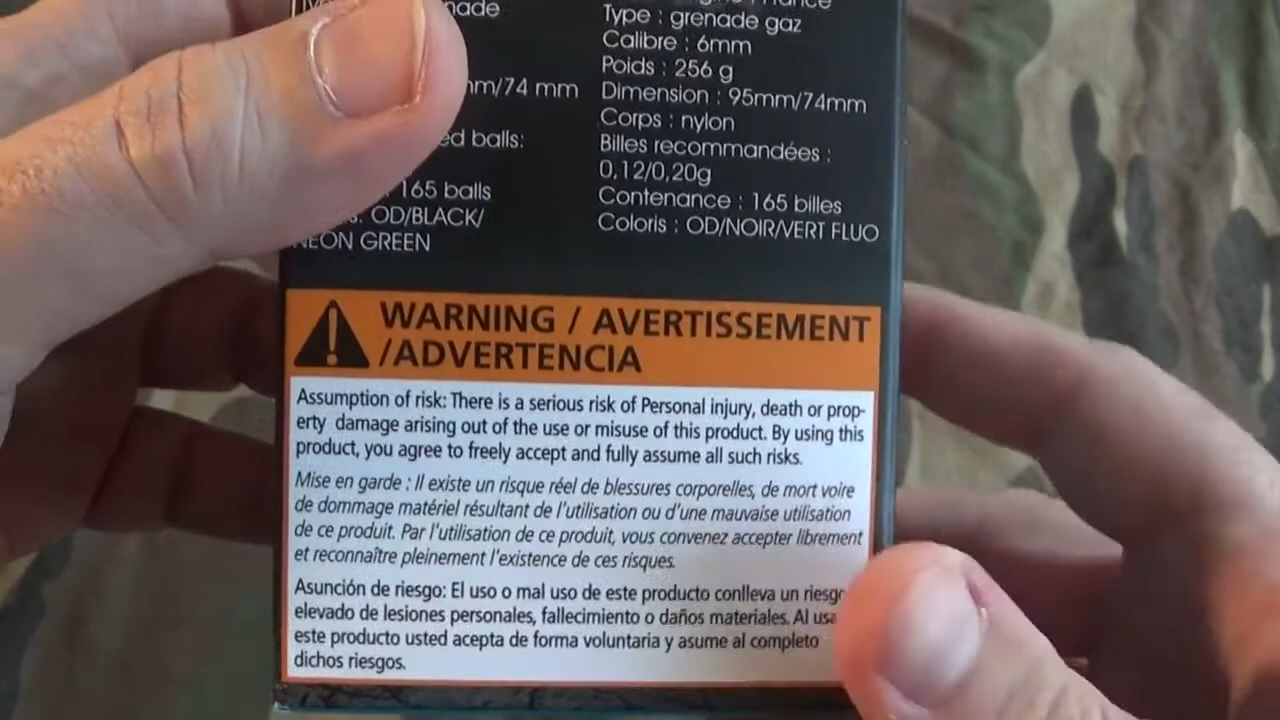 Type : grenade gaz
Calibre : 6mm
Poids : 256 g
mm/74 mm
Dimension : 95mm/74mm
Corps : nylon
balls:
Billes recommandées :
0,12/0,20g
165 balls
Contenance : 165 billes
OD/BLACK/
NEON GREEN
Coloris : OD/NOIR/VERT FLUO
WARNING / AVERTISSEMENT
/ADVERTENCIA
Assumption of risk: There is a serious risk of Personal injury, death or prop-
erty damage arising out of the use or misuse of this product. By using this
product, you agree to freely accept and fully assume all such risks.
Mise en garde : Il existe un risque réel de blessures corporelles, de mort voire
de dommage matériel résultant de l'utilisation ou d'une mauvaise utilisation
de ce produit. Par l'utilisation de ce produit, vous convenez accepter librement
et reconnaître pleinement l'existence de ces risques.
Asunción de riesgo: El uso o mal uso de este producto conlleva un riesgo
elevado de lesiones personales, fallecimiento o daños materiales. Al usa
este producto usted acepta de forma voluntaria y asume al completo
dichos riesgos.